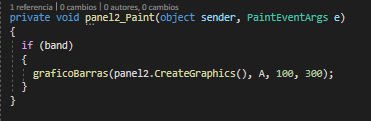 1 referencia | 0 cambios | 0 autores, 0 cambios
private void panel2_Paint(object sender, PaintEventArgs e)
{
if (band)
{
graficoBarras(panel2.CreateGraphics(), A, 100, 300);
}
}